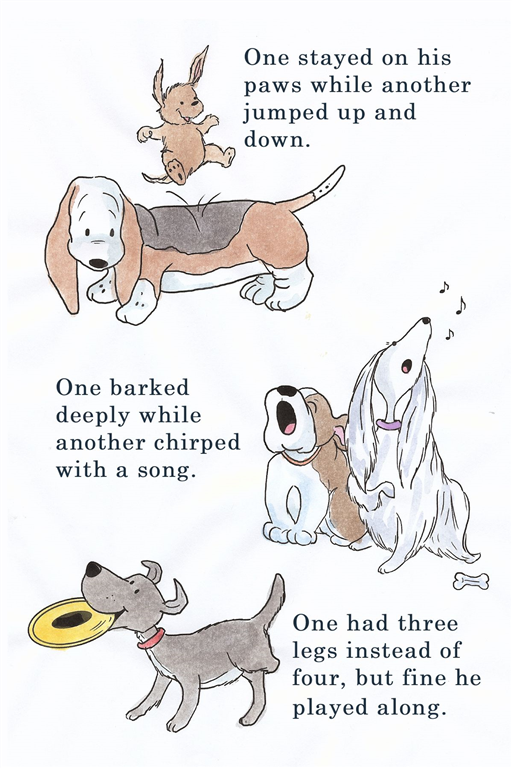 One stayed on his
paws while another
jumped up and
down.
One barked
deeply while
another chirped
with a song.
One had three
legs instead of
four, but fine he
played along.